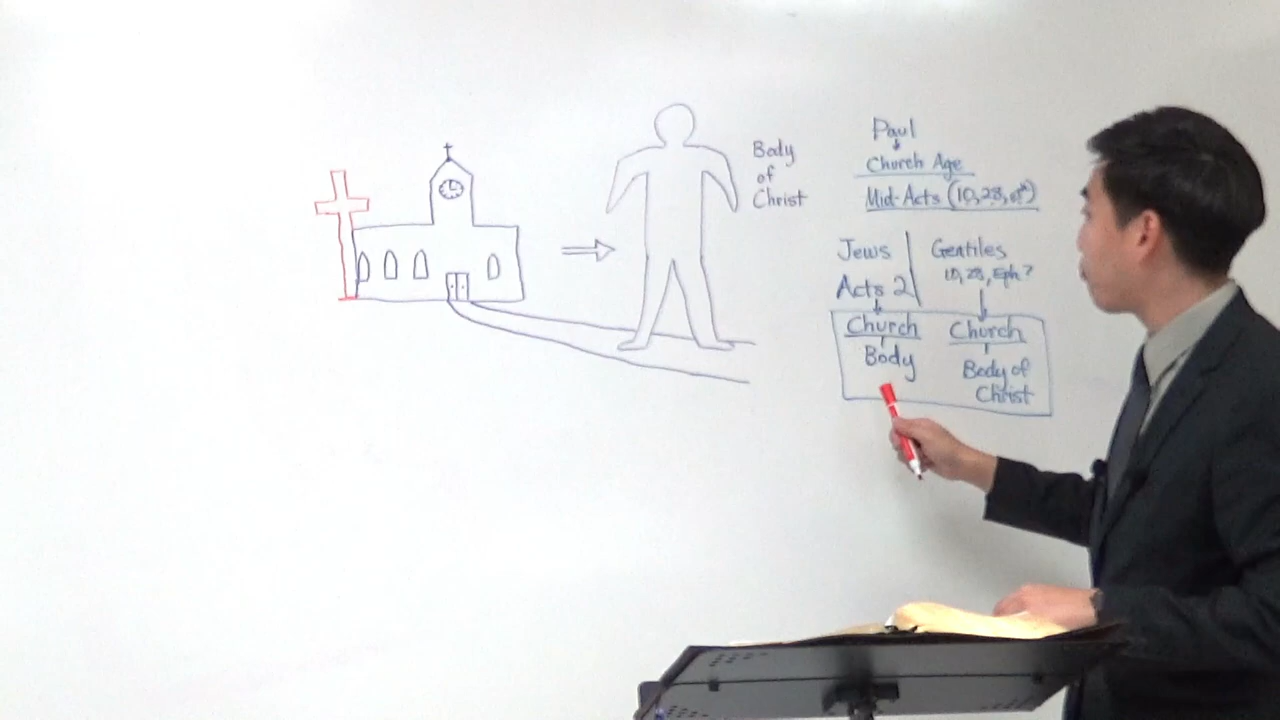 Body
of
Christ
Paul
Church Age
Mid-Acts (10, 28, etc)
Jews
Acts 2
Church
Body
Gentiles
10, 28, Eph?
Church
Body of
Christ